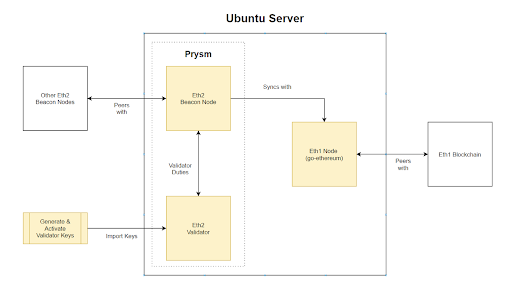 Ubuntu Server
Prysm
Other Eth2
Beacon Nodes
Peers
with
Eth2
Beacon Node
Syncs with
Eth1 Node
(go-ethereum)
Peers
with
Eth1 Blockchain
Validator
Duties
Generate &
Activate
Validator Keys
Import Keys
Eth2
Validator